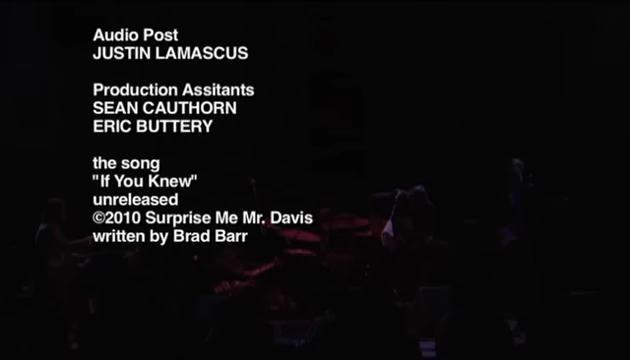 Audio Post
JUSTIN LAMASCUS
Production Assitants
SEAN CAUTHORN
ERIC BUTTERY
the song
"If You Knew"
unreleased
©2010 Surprise Me Mr. Davis
written by Brad Barr